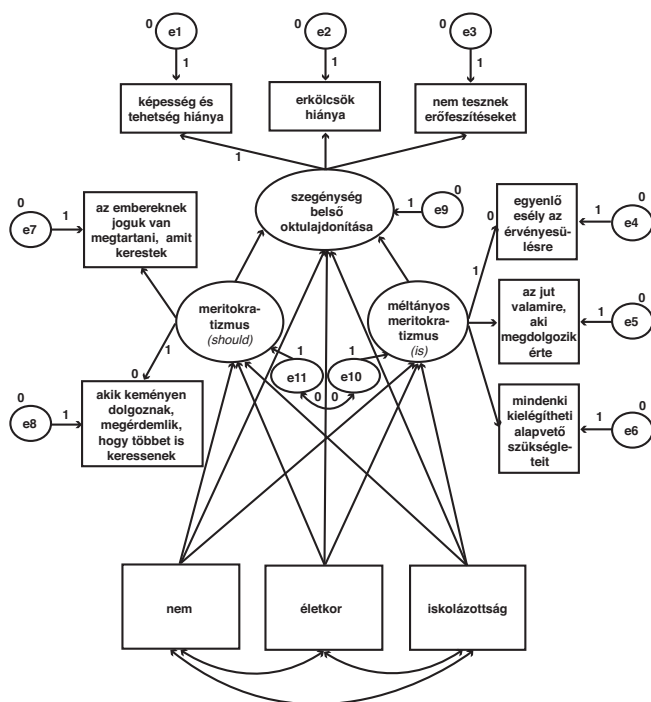 0
e1
1
0
e2
1
0
e3
1
képesség és
tehetség hiánya
erkölcsök
hiánya
nem tesznek
erőfeszítéseket
1
szegénység
belső
oktulajdonítása
1
0
e9
0
e7
1
az embereknek
joguk van
megtartani, amit
kerestek
0
egyenlő
esély az
érvényesü-
lésre
1
0
e4
1
meritokra-
tizmus
(should)
méltányos
meritokra-
tizmus
(is)
az jut
valamire,
aki
megdolgozik
érte
1
0
e5
1
0
1
e11
0
1
e10
0
0
e8
1
akik keményen
dolgoznak,
megérdemlik,
hogy többet is
keressenek
mindenki
kielégítheti
alapvető
szükségle-
teit
1
0
e6
nem
életkor
iskolázottság